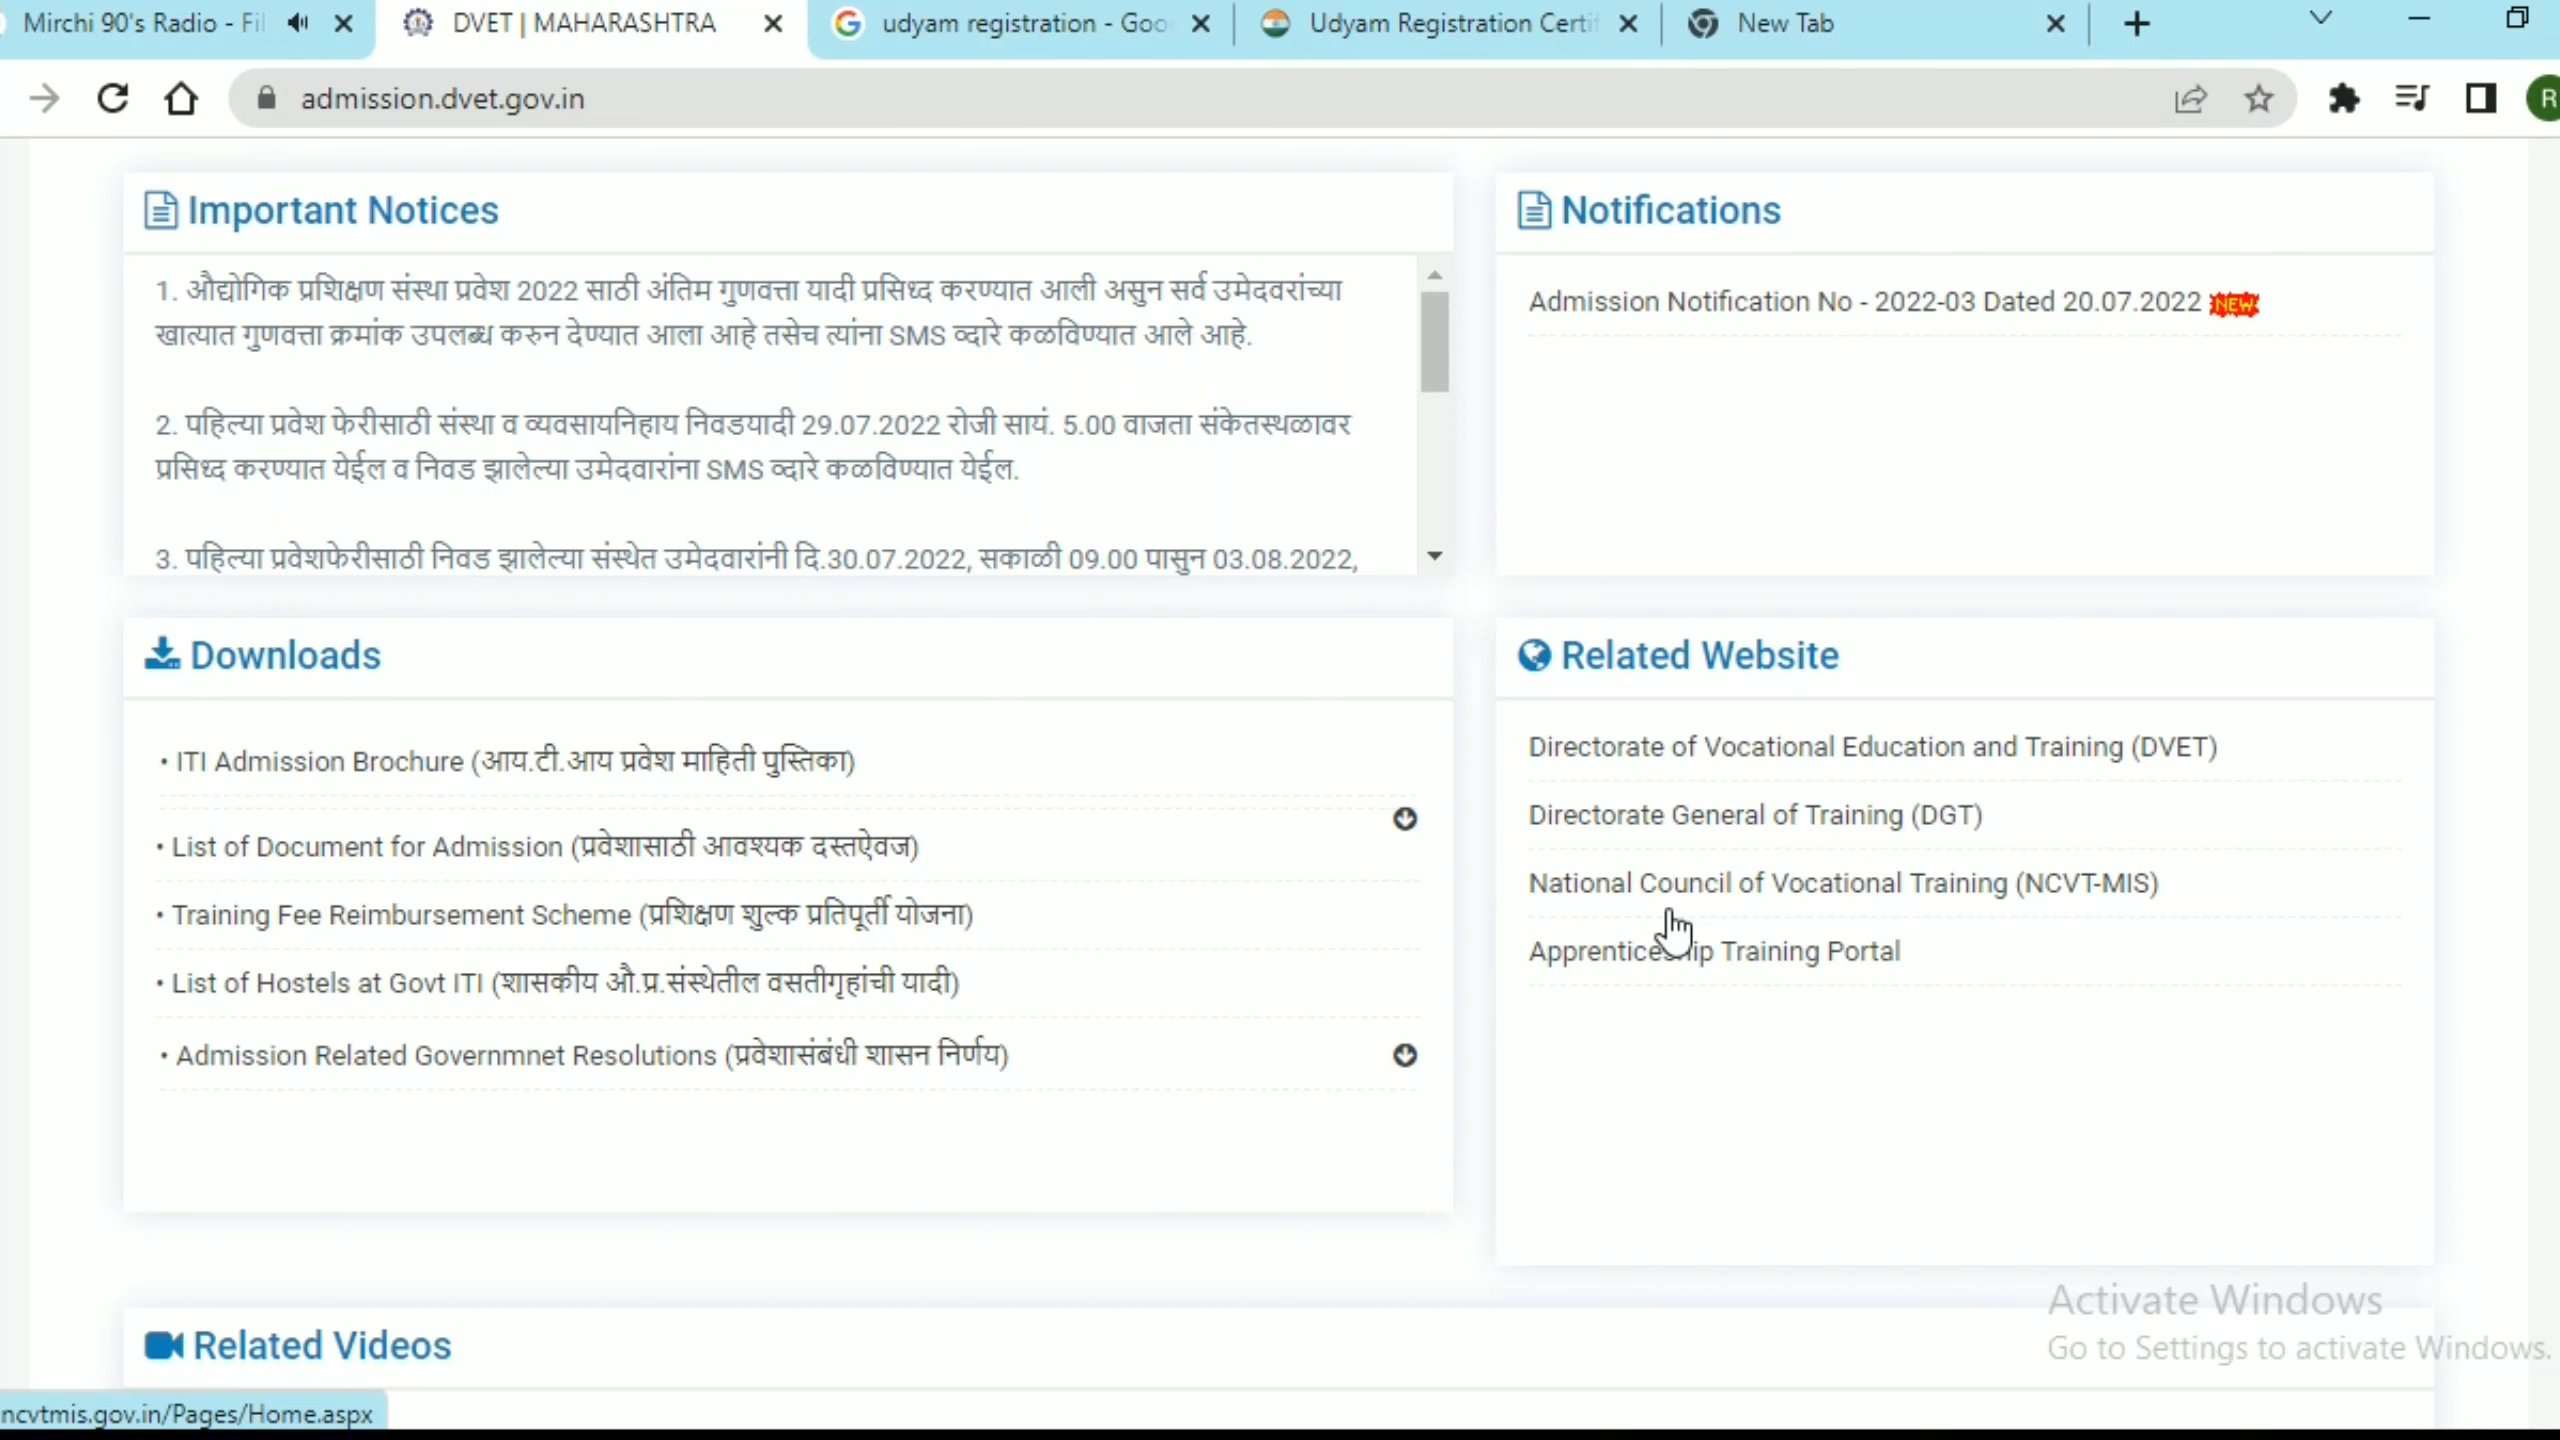 Mirchi 90's Radio - Fil
DVET | MAHARASHTRA
udyam registration - Goo
Udyam Registration Certif
New Tab
admission.dvet.gov.in
R
Important Notices
1. औद्योगिक प्रशिक्षण संस्था प्रवेश 2022 साठी अंतिम गुणवत्ता यादी प्रसिध्द करण्यात आली असुन सर्व उमेदवरांच्या
खात्यात गुणवत्ता क्रमांक उपलब्ध करुन देण्यात आला आहे तसेच त्यांना SMS व्दारे कळविण्यात आले आहे.
2. पहिल्या प्रवेश फेरीसाठी संस्था व व्यवसायनिहाय निवडयादी 29.07.2022 रोजी सायं. 5.00 वाजता संकेतस्थळावर
प्रसिध्द करण्यात येईल व निवड झालेल्या उमेदवारांना SMS व्दारे कळविण्यात येईल.
3. पहिल्या प्रवेशफेरीसाठी निवड झालेल्या संस्थेत उमेदवारांनी दि.30.07.2022, सकाळी 09.00 पासुन 03.08.2022,
Notifications
Admission Notification No - 2022-03 Dated 20.07.2022 NEW
Downloads
• ITI Admission Brochure (आय.टी.आय प्रवेश माहिती पुस्तिका)
• List of Document for Admission (प्रवेशासाठी आवश्यक दस्तऐवज)
• Training Fee Reimbursement Scheme (प्रशिक्षण शुल्क प्रतिपूर्ती योजना)
• List of Hostels at Govt ITI (शासकीय औ.प्र.संस्थेतील वसतीगृहांची यादी)
• Admission Related Governmnet Resolutions (प्रवेशासंबंधी शासन निर्णय)
Related Website
Directorate of Vocational Education and Training (DVET)
Directorate General of Training (DGT)
National Council of Vocational Training (NCVT-MIS)
Apprenticeship Training Portal
Activate Windows
Go to Settings to activate Windows.
Related Videos
ncvtmis.gov.in/Pages/Home.aspx